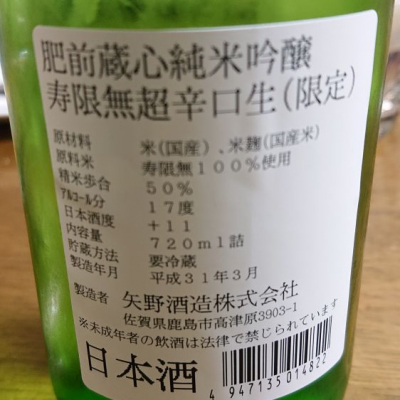 肥前蔵心純米吟醸
寿限無超辛口生(限定)
原材料 米(国産)、米麹(国産米)
原料米 寿限無100%使用
精米歩合 50%
アルコール分 17度
日本酒度 +11
内容量 720ml詰
貯蔵方法 要冷蔵
製造年月 平成31年3月
製造者 矢野酒造株式会社
佐賀県鹿島市高津原3903-1
※未成年者の飲酒は法律で禁じられています
日本酒
4 947135014822